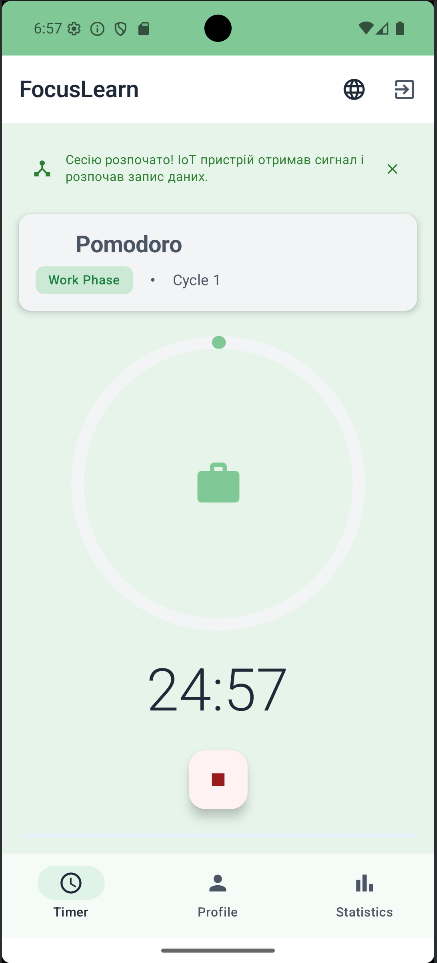 6:57
FocusLearn
Сесію розпочато! IoT пристрій отримав сигнал і
розпочав запис даних.
Pomodoro
Work Phase • Cycle 1
24:57
Timer Profile Statistics